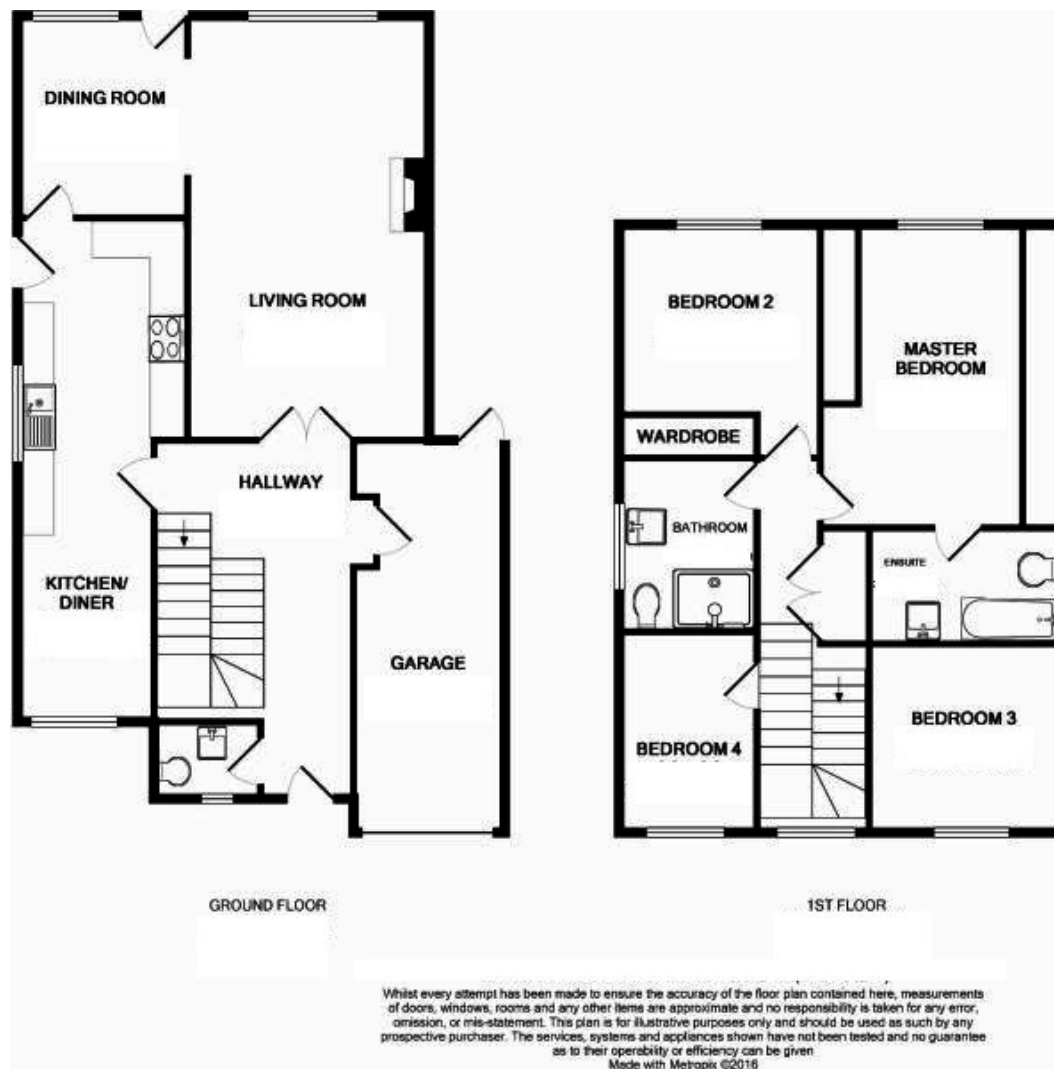 DINING ROOM
LIVING ROOM
HALLWAY
KITCHEN/
DINER
GARAGE
GROUND FLOOR
BEDROOM 2
MASTER
BEDROOM
WARDROBE
BATHROOM
ENSUITE
BEDROOM 4
BEDROOM 3
1ST FLOOR
Whilst every attempt has been made to ensure the accuracy of the floor plan contained here, measurements
of doors, windows, rooms and any other items are approximate and no responsibility is taken for any error,
omission, or mis-statement. This plan is for illustrative purposes only and should be used as such by any
prospective purchaser. The services, systems and appliances shown have not been tested and no guarantee
as to their operability or efficiency can be given
Made with Metropix ©2016